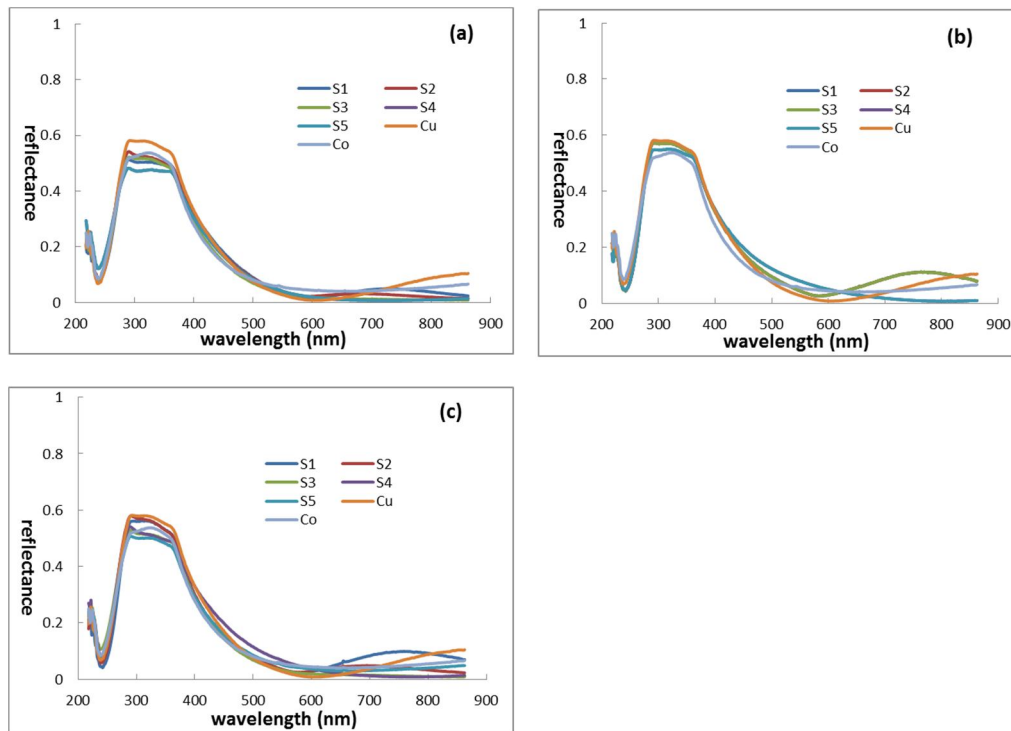 (a)
1
0.8
0.6
0.4
0.2
0
reflectance
S1 S2
S3 S4
S5 Cu
Co
200 300 400 500 600 700 800 900
wavelength (nm)
(b)
1
0.8
0.6
0.4
0.2
0
reflectance
S1 S2
S3 S4
S5 Cu
Co
200 300 400 500 600 700 800 900
wavelength (nm)
(c)
1
0.8
0.6
0.4
0.2
0
reflectance
S1 S2
S3 S4
S5 Cu
Co
200 300 400 500 600 700 800 900
wavelength (nm)